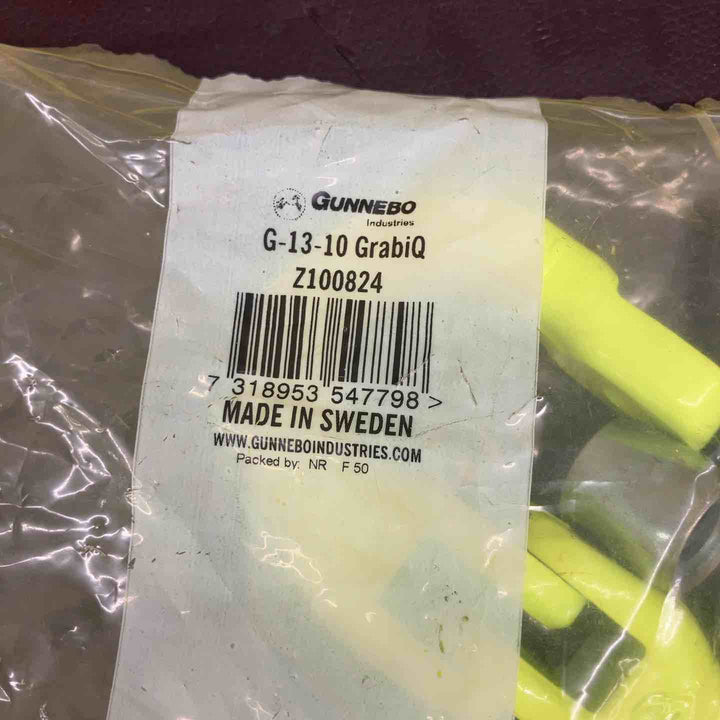 GUNNEBO
Industries
G-13-10 GrabiQ
Z100824
7 318953 547798 >
MADE IN SWEDEN
WWW.GUNNEBOINDUSTRIES.COM
Packed by: NR F 50